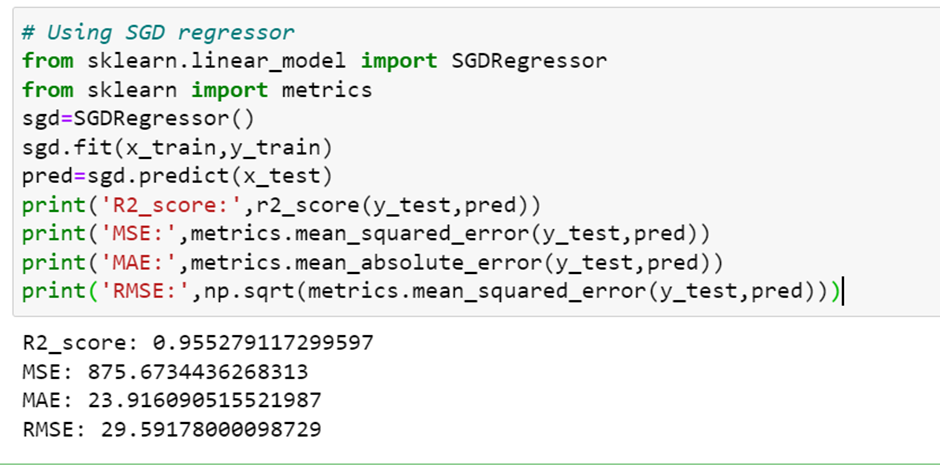 # Using SGD regressor
from sklearn.linear_model import SGDRegressor
from sklearn import metrics
sgd=SGDRegressor()
sgd.fit(x_train,y_train)
pred=sgd.predict(x_test)
print('R2_score:',r2_score(y_test,pred))
print('MSE:',metrics.mean_squared_error(y_test,pred))
print('MAE:',metrics.mean_absolute_error(y_test,pred))
print('RMSE:',np.sqrt(metrics.mean_squared_error(y_test,pred)))
R2_score: 0.955279117299597
MSE: 875.6734436268313
MAE: 23.916090515521987
RMSE: 29.59178000098729